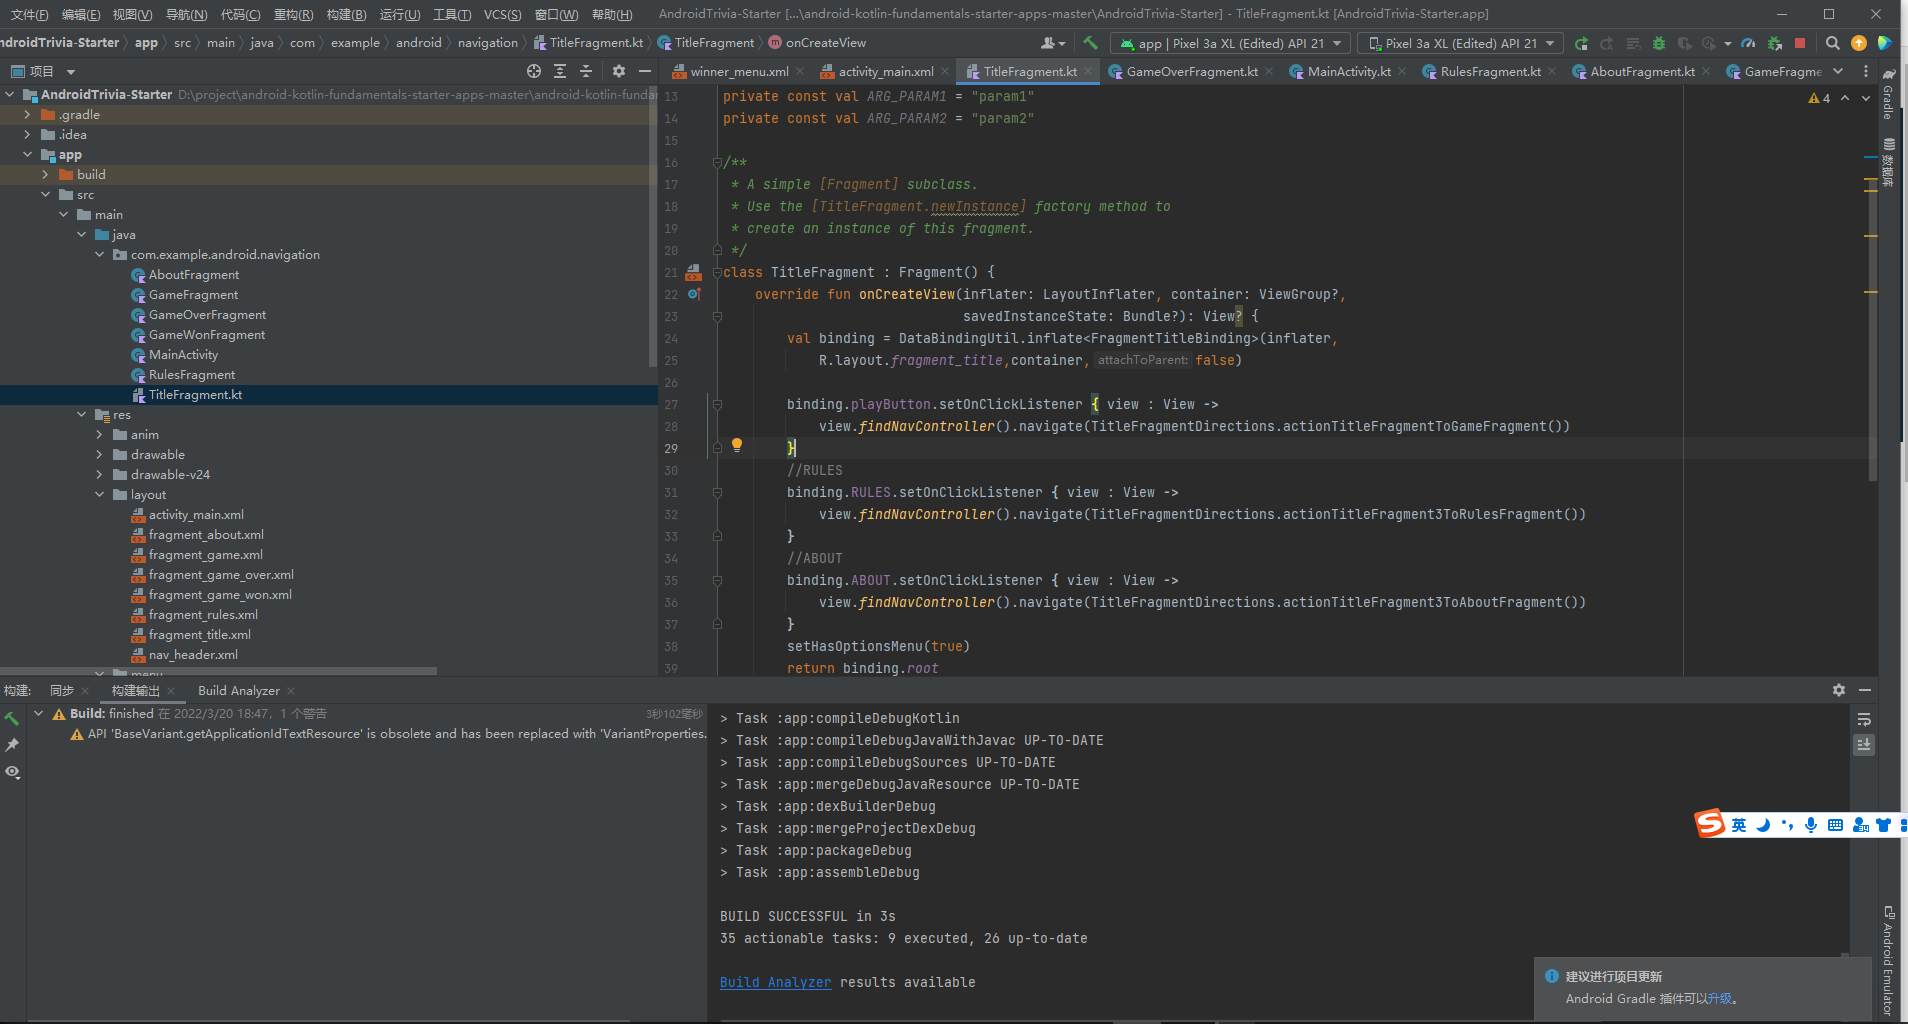 文件(F) 编辑(E) 视图(V) 导航(N) 代码(C) 重构(R) 构建(B) 运行(U) 工具(T) VCS(S) 窗口(W) 帮助(H) AndroidTrivia-Starter [...\android-kotlin-fundamentals-starter-apps-master\AndroidTrivia-Starter] - TitleFragment.kt [AndroidTrivia-Starter.app]
ndroidTrivia-Starter app src main java com example android navigation TitleFragment.kt TitleFragment onCreateView app | Pixel 3a XL (Edited) API 21 Pixel 3a XL (Edited) API 21
项目
winner_menu.xml activity_main.xml TitleFragment.kt GameOverFragment.kt MainActivity.kt RulesFragment.kt AboutFragment.kt GameFragme
AndroidTrivia-Starter D:\project\android-kotlin-fundamentals-starter-apps-master\android-kotlin-funda
.gradle
.idea
app
build
src
main
java
com.example.android.navigation
AboutFragment
GameFragment
GameOverFragment
GameWonFragment
MainActivity
RulesFragment
TitleFragment.kt
res
anim
drawable
drawable-v24
layout
activity_main.xml
fragment_about.xml
fragment_game.xml
fragment_game_over.xml
fragment_game_won.xml
fragment_rules.xml
fragment_title.xml
nav_header.xml
menu
4
13 private const val ARG_PARAM1 = "param1"
14 private const val ARG_PARAM2 = "param2"
15
16 /**
17 * A simple [Fragment] subclass.
18 * Use the [TitleFragment.newInstance] factory method to
19 * create an instance of this fragment.
20 */
21 class TitleFragment : Fragment() {
22 override fun onCreateView(inflater: LayoutInflater, container: ViewGroup?,
23 savedInstanceState: Bundle?): View? {
24 val binding = DataBindingUtil.inflate<FragmentTitleBinding>(inflater,
25 R.layout.fragment_title,container, attachToParent: false)
26
27 binding.playButton.setOnClickListener { view : View ->
28 view.findNavController().navigate(TitleFragmentDirections.actionTitleFragmentToGameFragment())
29 }
30 //RULES
31 binding.RULES.setOnClickListener { view : View ->
32 view.findNavController().navigate(TitleFragmentDirections.actionTitleFragment3ToRulesFragment())
33 }
34 //ABOUT
35 binding.ABOUT.setOnClickListener { view : View ->
36 view.findNavController().navigate(TitleFragmentDirections.actionTitleFragment3ToAboutFragment())
37 }
38 setHasOptionsMenu(true)
39 return binding.root
Gradle
数据库
Android Emulator
构建: 同步 构建输出 Build Analyzer
Build: finished 在 2022/3/20 18:47, 1 个警告 3秒102毫秒
API 'BaseVariant.getApplicationIdTextResource' is obsolete and has been replaced with 'VariantProperties.
> Task :app:compileDebugKotlin
> Task :app:compileDebugJavaWithJavac UP-TO-DATE
> Task :app:compileDebugSources UP-TO-DATE
> Task :app:mergeDebugJavaResource UP-TO-DATE
> Task :app:dexBuilderDebug
> Task :app:mergeProjectDexDebug
> Task :app:packageDebug
> Task :app:assembleDebug
BUILD SUCCESSFUL in 3s
35 actionable tasks: 9 executed, 26 up-to-date
Build Analyzer results available
S 英
建议进行项目更新
Android Gradle 插件可以升级。